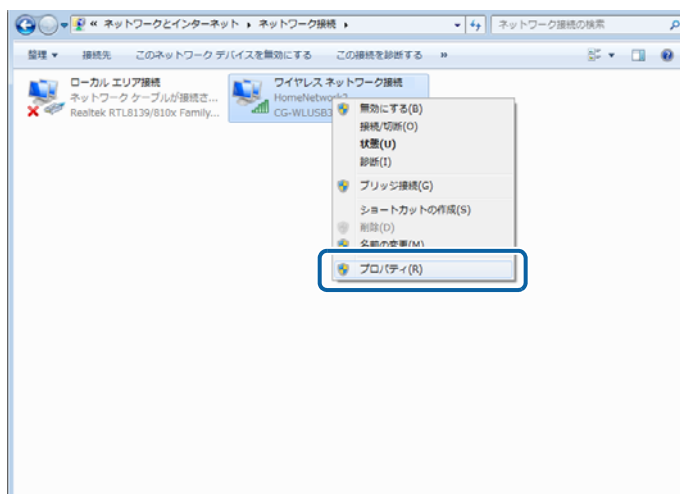 « ネットワークとインターネット ▸ ネットワーク接続 ▸
ネットワーク接続の検索
整理 ▼ 接続先 このネットワーク デバイスを無効にする この接続を診断する »
ローカル エリア接続
ネットワーク ケーブルが接続さ...
Realtek RTL8139/810x Family...
ワイヤレス ネットワーク接続
HomeNetwork2
CG-WLUSB3
無効にする(B)
接続/切断(O)
状態(U)
診断(I)
ブリッジ接続(G)
ショートカットの作成(S)
削除(D)
名前の変更(M)
プロパティ(R)